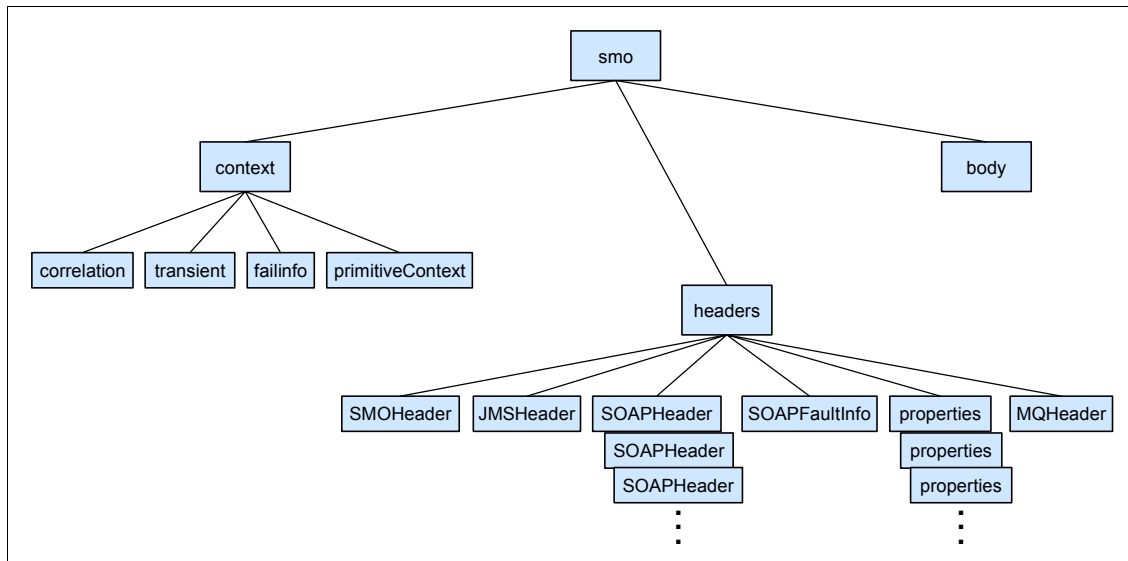 smo
context
body
correlation
transient
failinfo
primitiveContext
headers
SMOHeader
JMSHeader
SOAPHeader
SOAPFaultInfo
properties
MQHeader
SOAPHeader
properties
SOAPHeader
properties